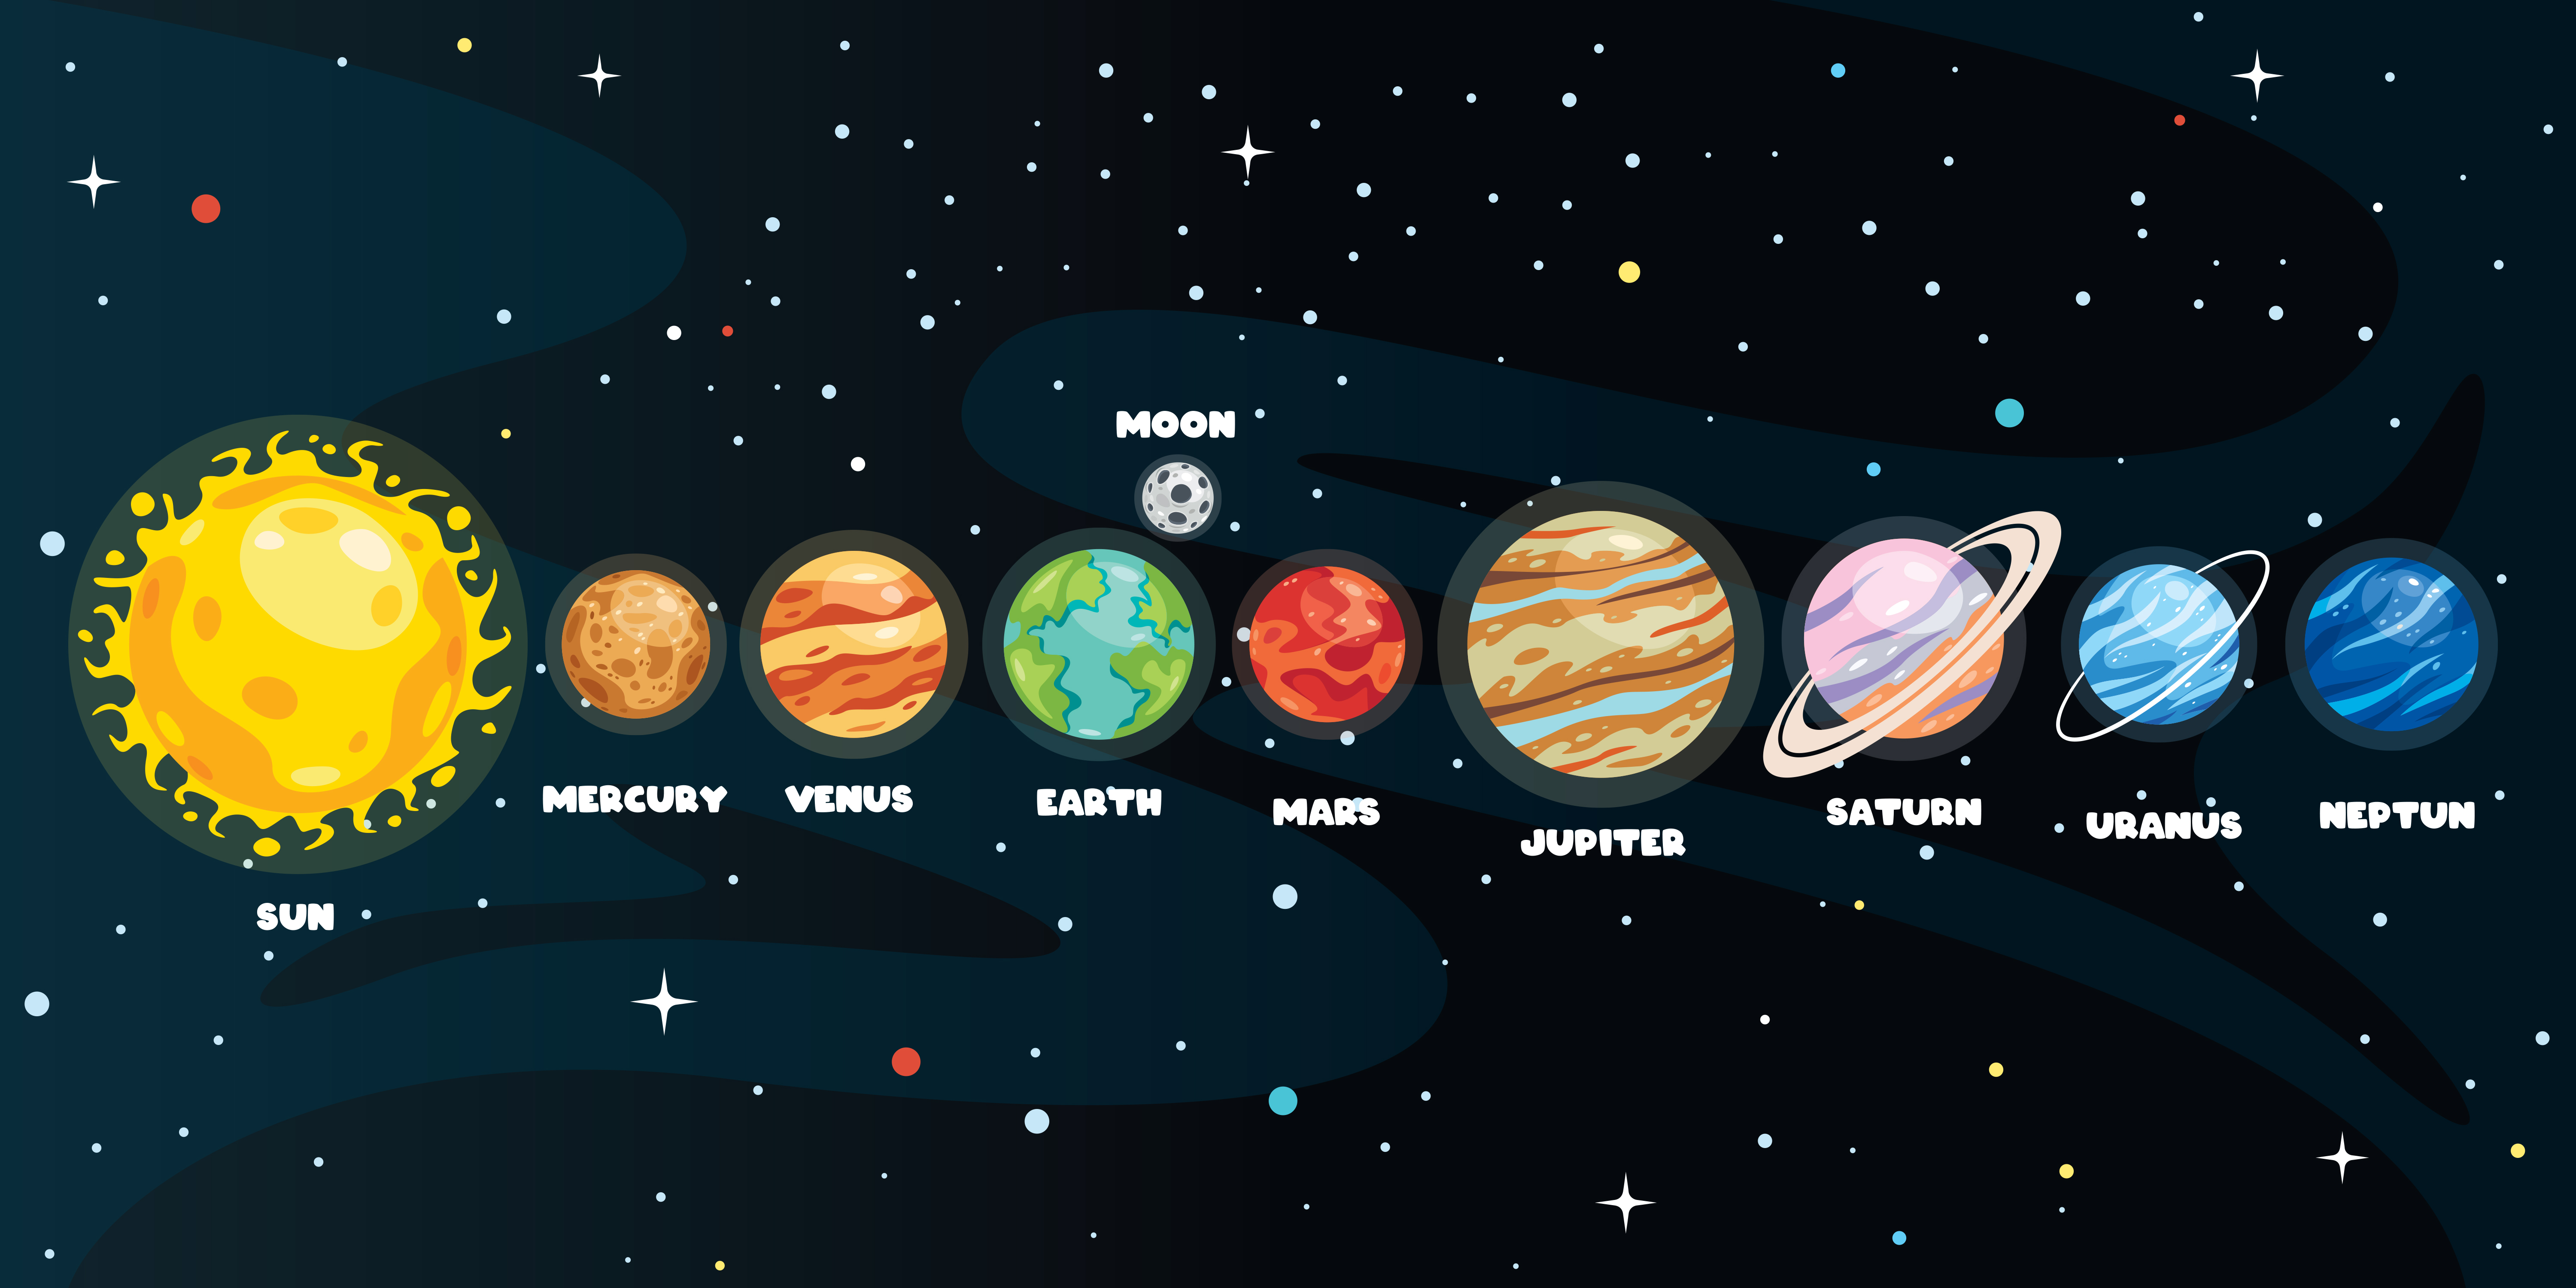 MOON
MERCURY
VENUS
EARTH
MARS
JUPITER
SATURN
URANUS
NEPTUN
SUN